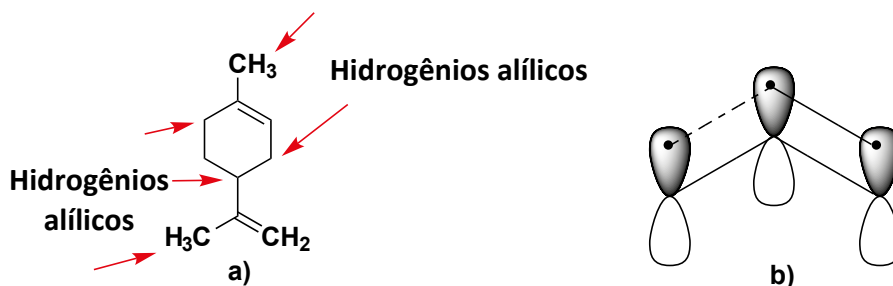 CH3
Hidrogênios alílicos
Hidrogênios
alílicos
H3C
CH2
a)
b)